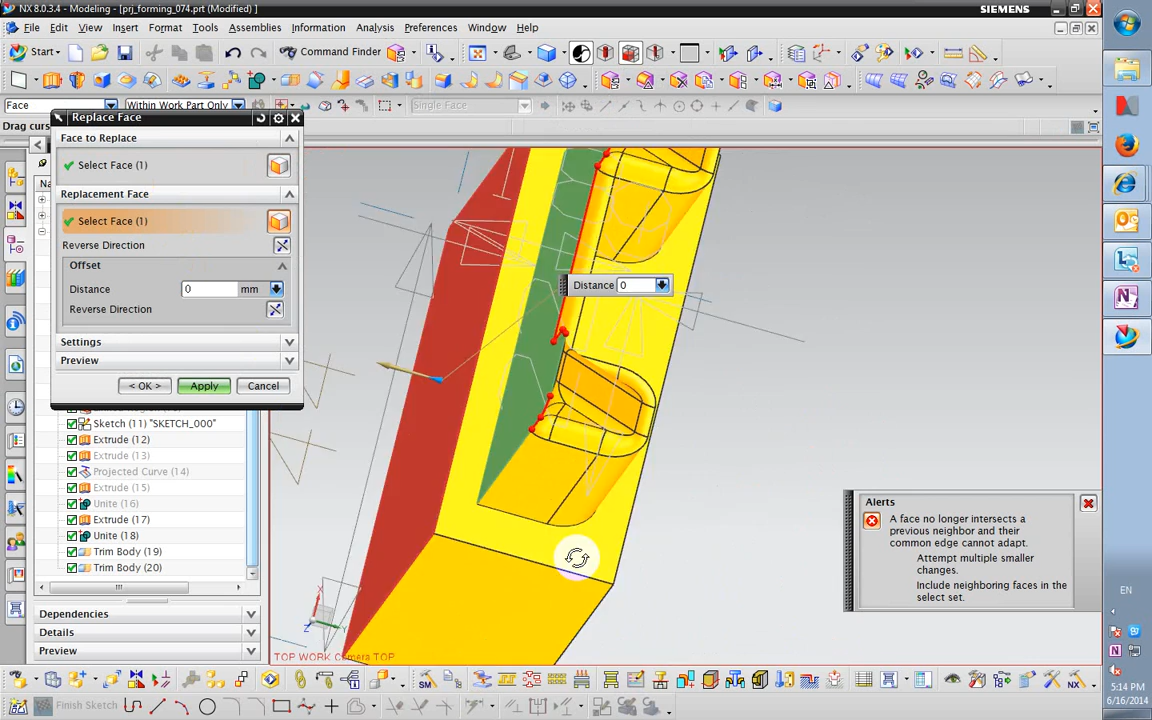 NX 8.0.3.4 - Modeling - [prj_forming_074.prt (Modified) ]
SIEMENS
File Edit View Insert Format Tools Assemblies Information Analysis Preferences Window Help
Start
Command Finder
Face
Within Work Part Only
Single Face
Drag curs
Replace Face
Face to Replace
Select Face (1)
Replacement Face
Select Face (1)
Reverse Direction
Offset
Distance 0 mm
Reverse Direction
Settings
Preview
< OK > Apply Cancel
Na
Sketch (11) "SKETCH_000"
Extrude (12)
Extrude (13)
Projected Curve (14)
Extrude (15)
Unite (16)
Extrude (17)
Unite (18)
Trim Body (19)
Trim Body (20)
Dependencies
Details
Preview
Distance 0
X
Y
Z
TOP WORK Camera TOP
Alerts
A face no longer intersects a
previous neighbor and their
common edge cannot adapt.
Attempt multiple smaller
changes.
Include neighboring faces in the
select set.
SM
NX
Finish Sketch
EN
5:14 PM
6/16/2014